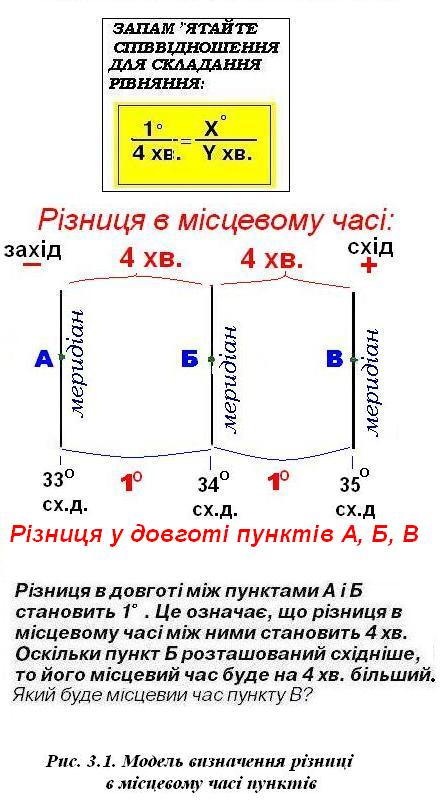 ЗАПАМ ’’ЯТАЙТЕ
СПІВВІДНОШЕННЯ
ДЛЯ СКЛАДАННЯ
РІВНЯННЯ:
1° = X°
4 хв. Y хв.
Різниця в місцевому часі:
захід 4 хв. 4 хв. схід
– +
А меридіан Б меридіан В меридіан
33° 1° 34° 1° 35°
сх.д. сх.д. сх.д
Різниця у довготі пунктів А, Б, В
Різниця в довготі між пунктами А і Б
становить 1° . Це означає, що різниця в
місцевому часі між ними становить 4 хв.
Оскільки пункт Б розташований східніше,
то його місцевий час буде на 4 хв. більший.
Який буде місцевии час пункту В?
Рис. 3.1. Модель визначення різниці
в місцевому часі пунктів